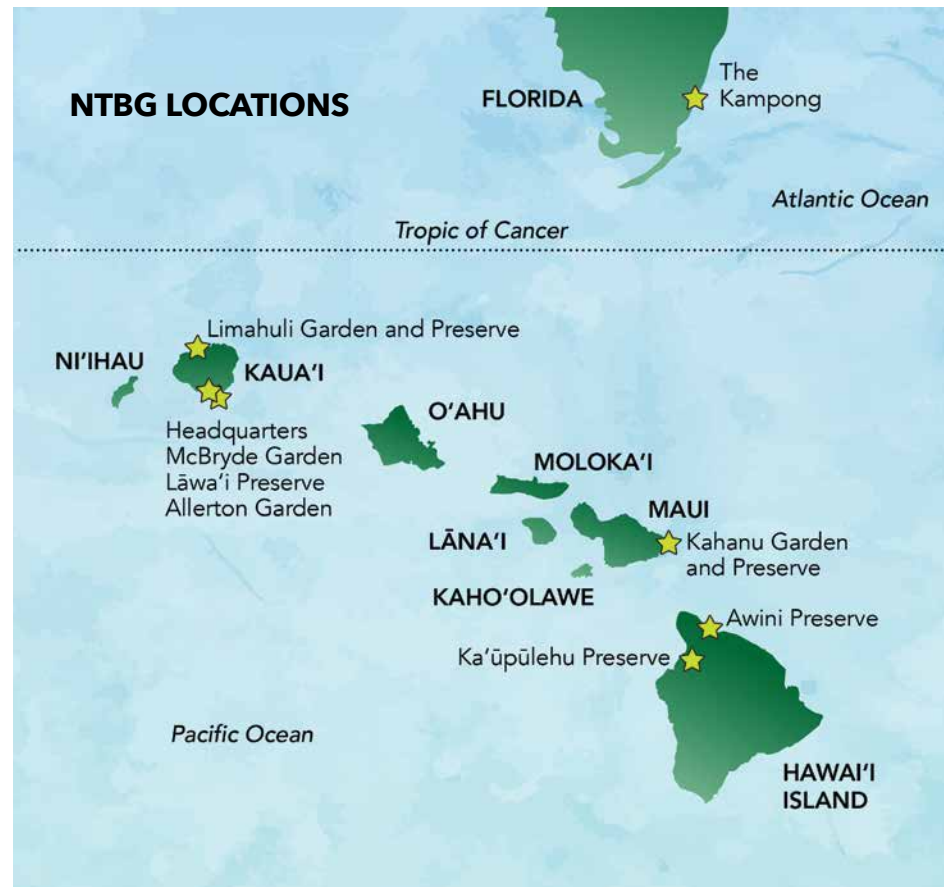 NTBG LOCATIONS
FLORIDA
The
Kampong
Atlantic Ocean
Tropic of Cancer
Limahuli Garden and Preserve
NI‘IHAU
KAUA‘I
Headquarters
McBryde Garden
Lāwa‘i Preserve
Allerton Garden
O‘AHU
MOLOKA‘I
MAUI
LĀNA‘I
Kahanu Garden
and Preserve
KAHO‘OLAWE
Awini Preserve
Ka‘ūpūlehu Preserve
Pacific Ocean
HAWAI‘I
ISLAND